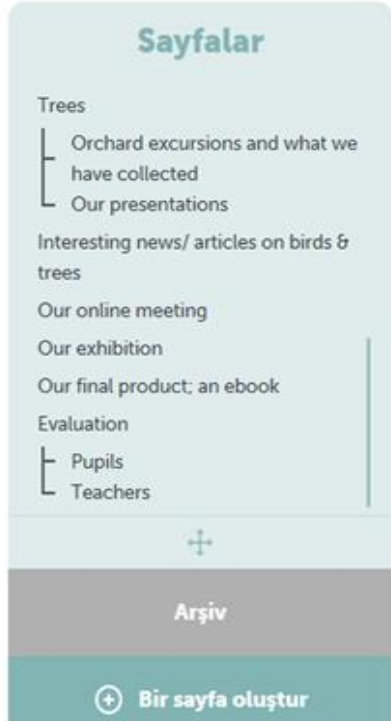 Sayfalar
Trees
Orchard excursions and what we
have collected
Our presentations
Interesting news/ articles on birds &
trees
Our online meeting
Our exhibition
Our final product; an ebook
Evaluation
Pupils
Teachers
Arşiv
Bir sayfa oluştur